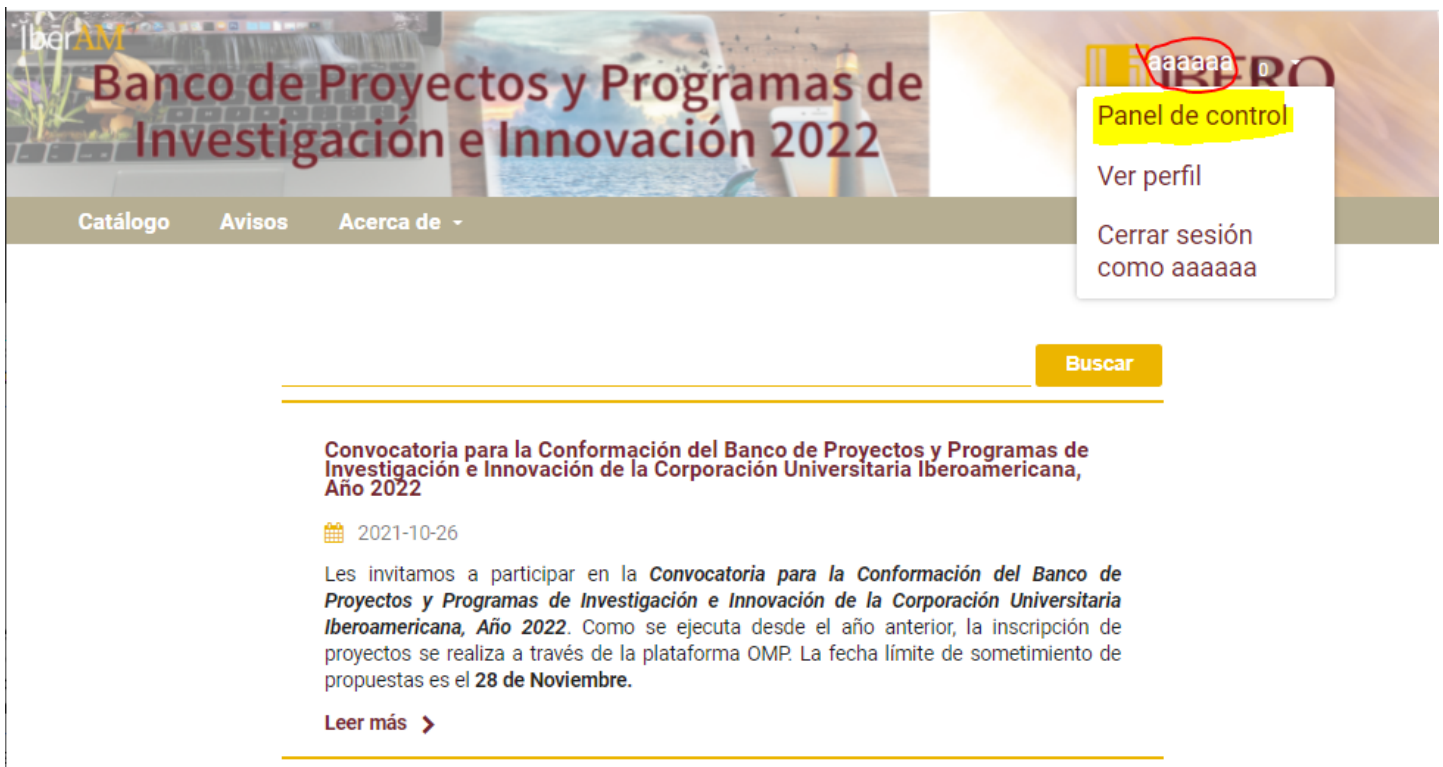 IberAM
Banco de Proyectos y Programas de
Investigación e Innovación 2022
IBERO
aaaaaa 0
Panel de control
Ver perfil
Cerrar sesión
como aaaaaa
Catálogo Avisos Acerca de
Buscar
Convocatoria para la Conformación del Banco de Proyectos y Programas de
Investigación e Innovación de la Corporación Universitaria Iberoamericana,
Año 2022
2021-10-26
Les invitamos a participar en la Convocatoria para la Conformación del Banco de
Proyectos y Programas de Investigación e Innovación de la Corporación Universitaria
Iberoamericana, Año 2022. Como se ejecuta desde el año anterior, la inscripción de
proyectos se realiza a través de la plataforma OMP. La fecha límite de sometimiento de
propuestas es el 28 de Noviembre.
Leer más